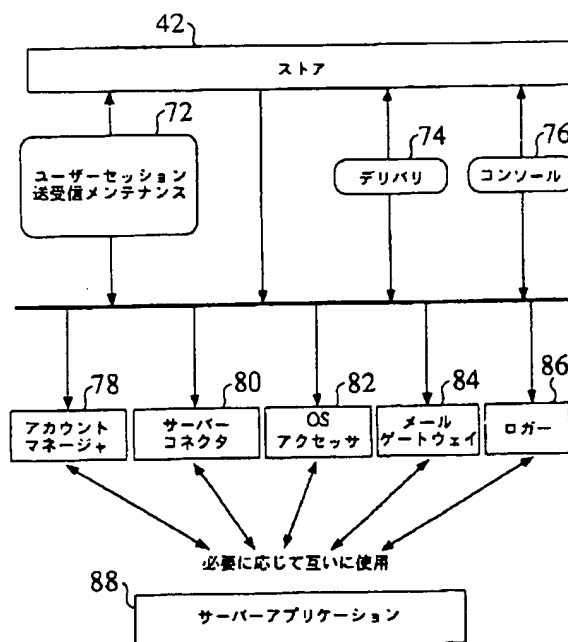 42
ストア
72
74
76
ユーザーセッション
送受信メンテナンス
デリバリ
コンソール
78
80
82
84
86
アカウント
マネージャ
サーバー
コネクタ
OS
アクセッサ
メール
ゲートウェイ
ロガー
必要に応じて互いに使用
88
サーバーアプリケーション